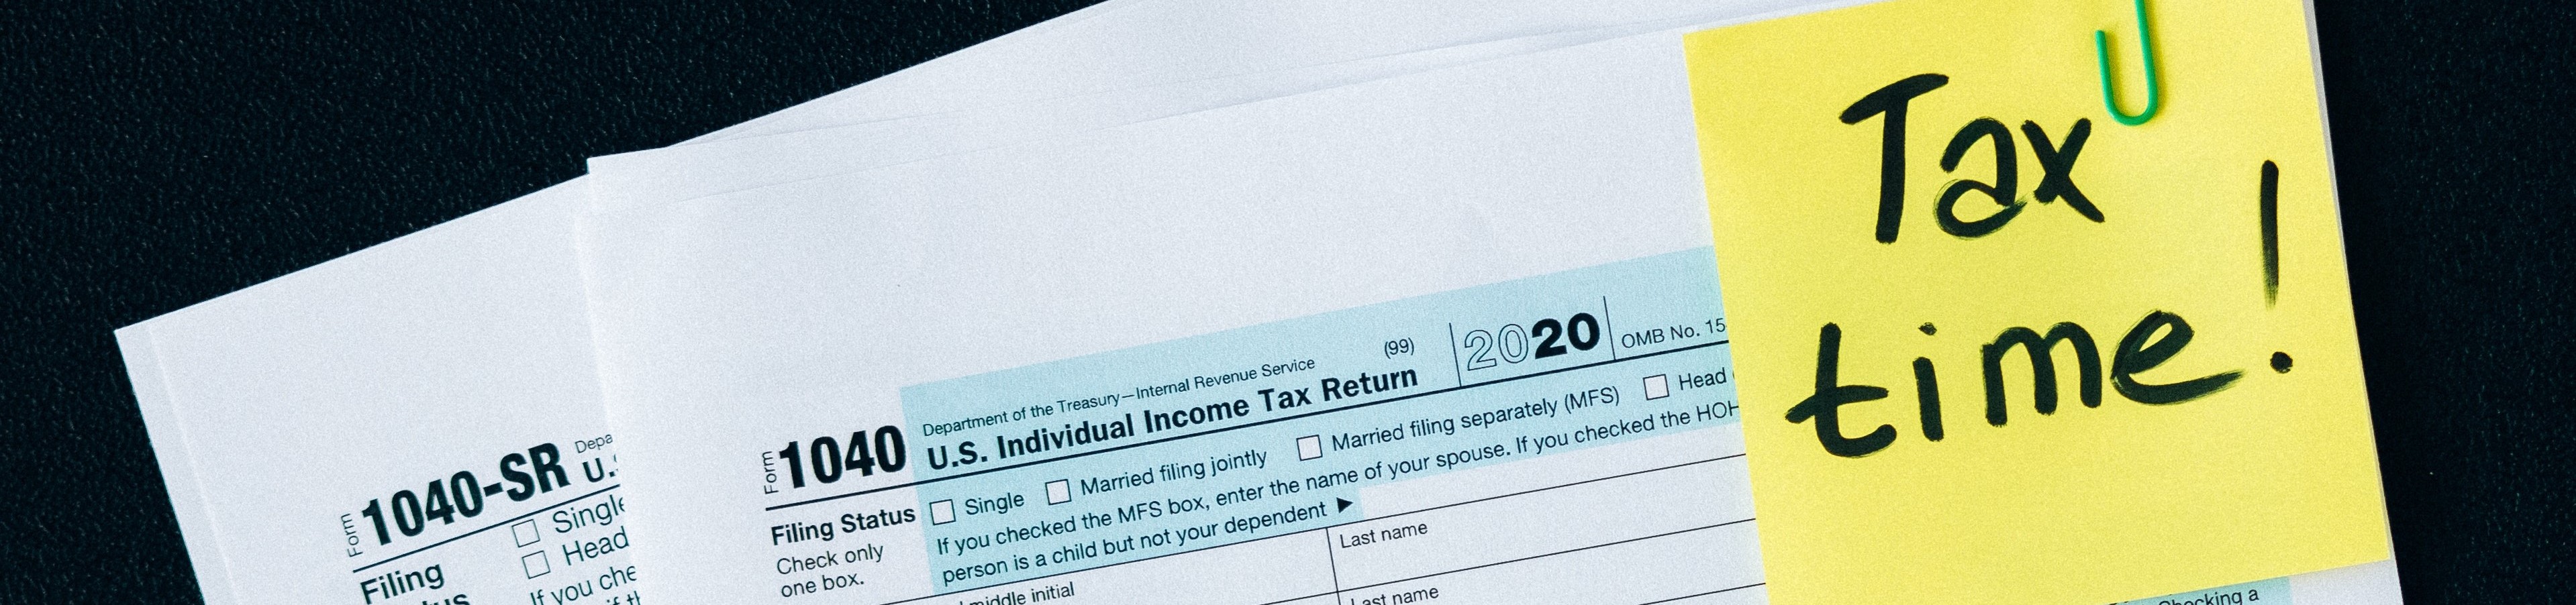 Tax
time!
Form 1040-SR
Depa
U.
Single
Head
Filing
If you che
Form 1040
Department of the Treasury—Internal Revenue Service
(99)
U.S. Individual Income Tax Return
2020
OMB No. 15
Filing Status
Check only
one box.
Single
Married filing jointly
Married filing separately (MFS)
Head
If you checked the MFS box, enter the name of your spouse. If you checked the HOH
person is a child but not your dependent ▶
middle initial
Last name
Last name
Checking a